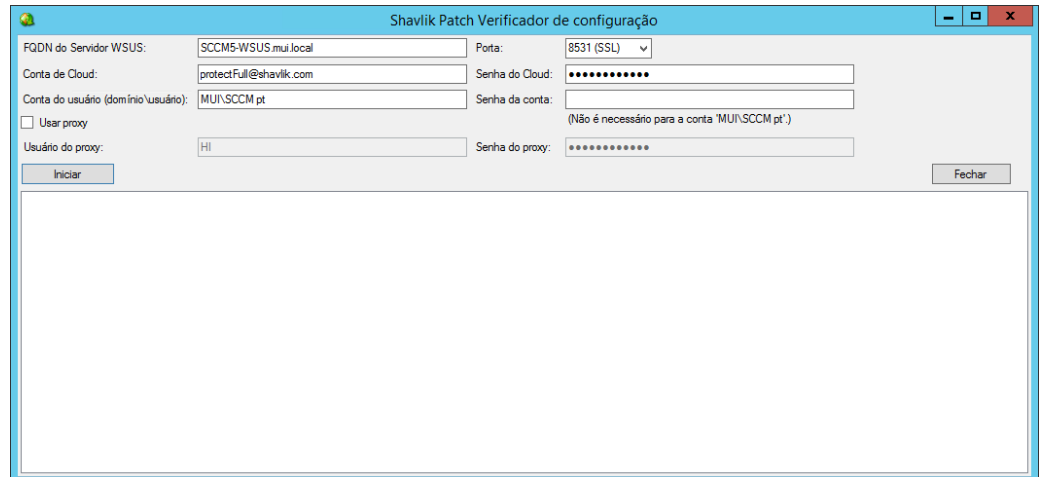 Shavlik Patch Verificador de configuração
FQDN do Servidor WSUS: SCCM5-WSUS.mui.local Porta: 8531 (SSL)
Conta de Cloud: protectFull@shavlik.com Senha do Cloud: ●●●●●●●●●●●●
Conta do usuário (domínio\usuário): MUI\SCCM pt Senha da conta:
Usar proxy (Não é necessário para a conta 'MUI\SCCM pt'.)
Usuário do proxy: HI Senha do proxy: ●●●●●●●●●●●●
Iniciar Fechar